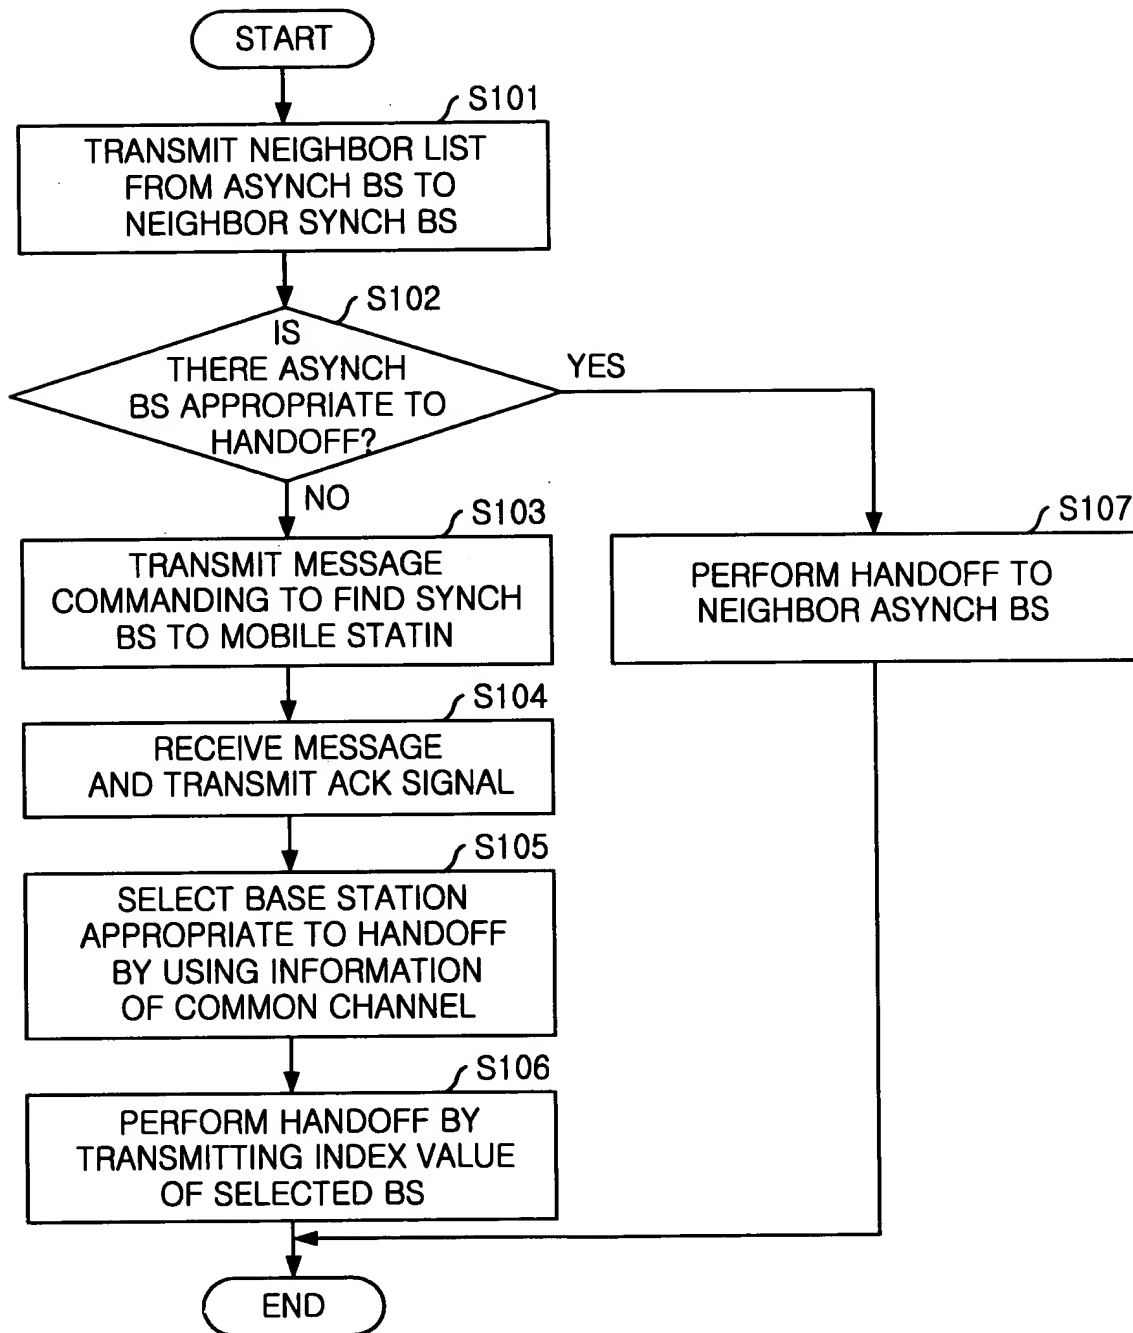 START
S101
TRANSMIT NEIGHBOR LIST
FROM ASYNCH BS TO
NEIGHBOR SYNCH BS
S102
IS
THERE ASYNCH
BS APPROPRIATE TO
HANDOFF?
YES
NO
S103
TRANSMIT MESSAGE
COMMANDING TO FIND SYNCH
BS TO MOBILE STATIN
S107
PERFORM HANDOFF TO
NEIGHBOR ASYNCH BS
S104
RECEIVE MESSAGE
AND TRANSMIT ACK SIGNAL
S105
SELECT BASE STATION
APPROPRIATE TO HANDOFF
BY USING INFORMATION
OF COMMON CHANNEL
S106
PERFORM HANDOFF BY
TRANSMITTING INDEX VALUE
OF SELECTED BS
END